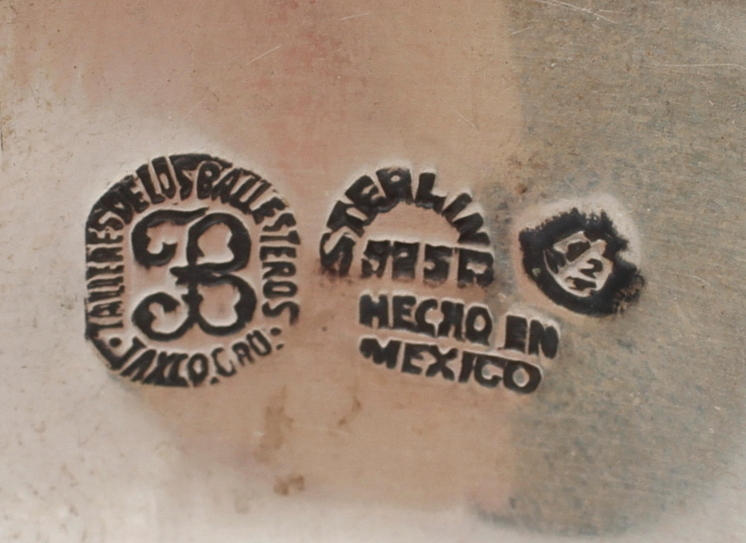 TALLERES DE LOS BALLESTEROS
TAXCO, GRO.
B
STERLING
925
HECHO EN
MEXICO